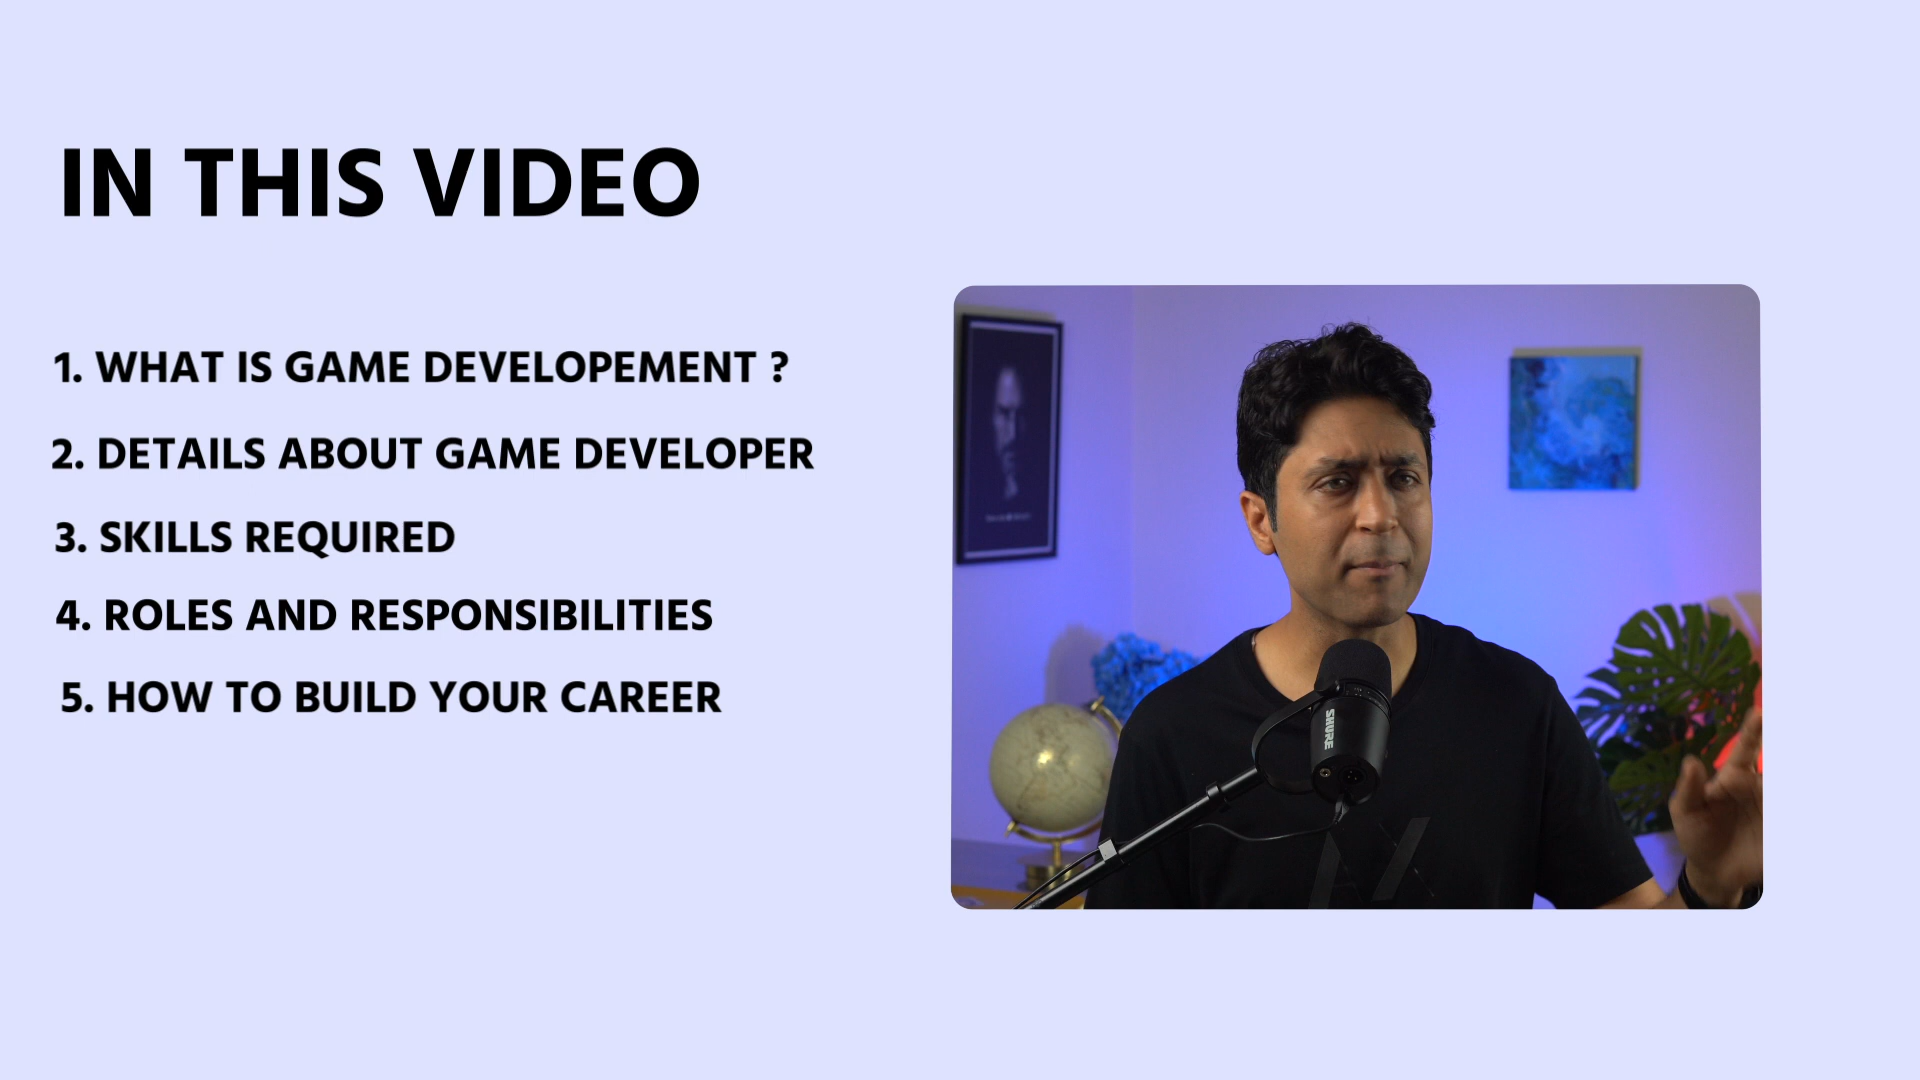 IN THIS VIDEO
1. WHAT IS GAME DEVELOPEMENT ?
2. DETAILS ABOUT GAME DEVELOPER
3. SKILLS REQUIRED
4. ROLES AND RESPONSIBILITIES
5. HOW TO BUILD YOUR CAREER
SHURE